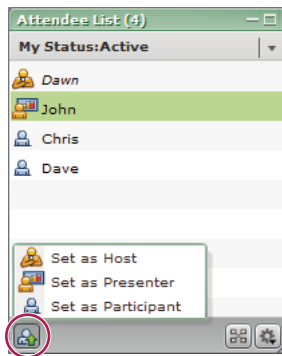 Attendee List (4)
My Status:Active
Dawn
John
Chris
Dave
Set as Host
Set as Presenter
Set as Participant